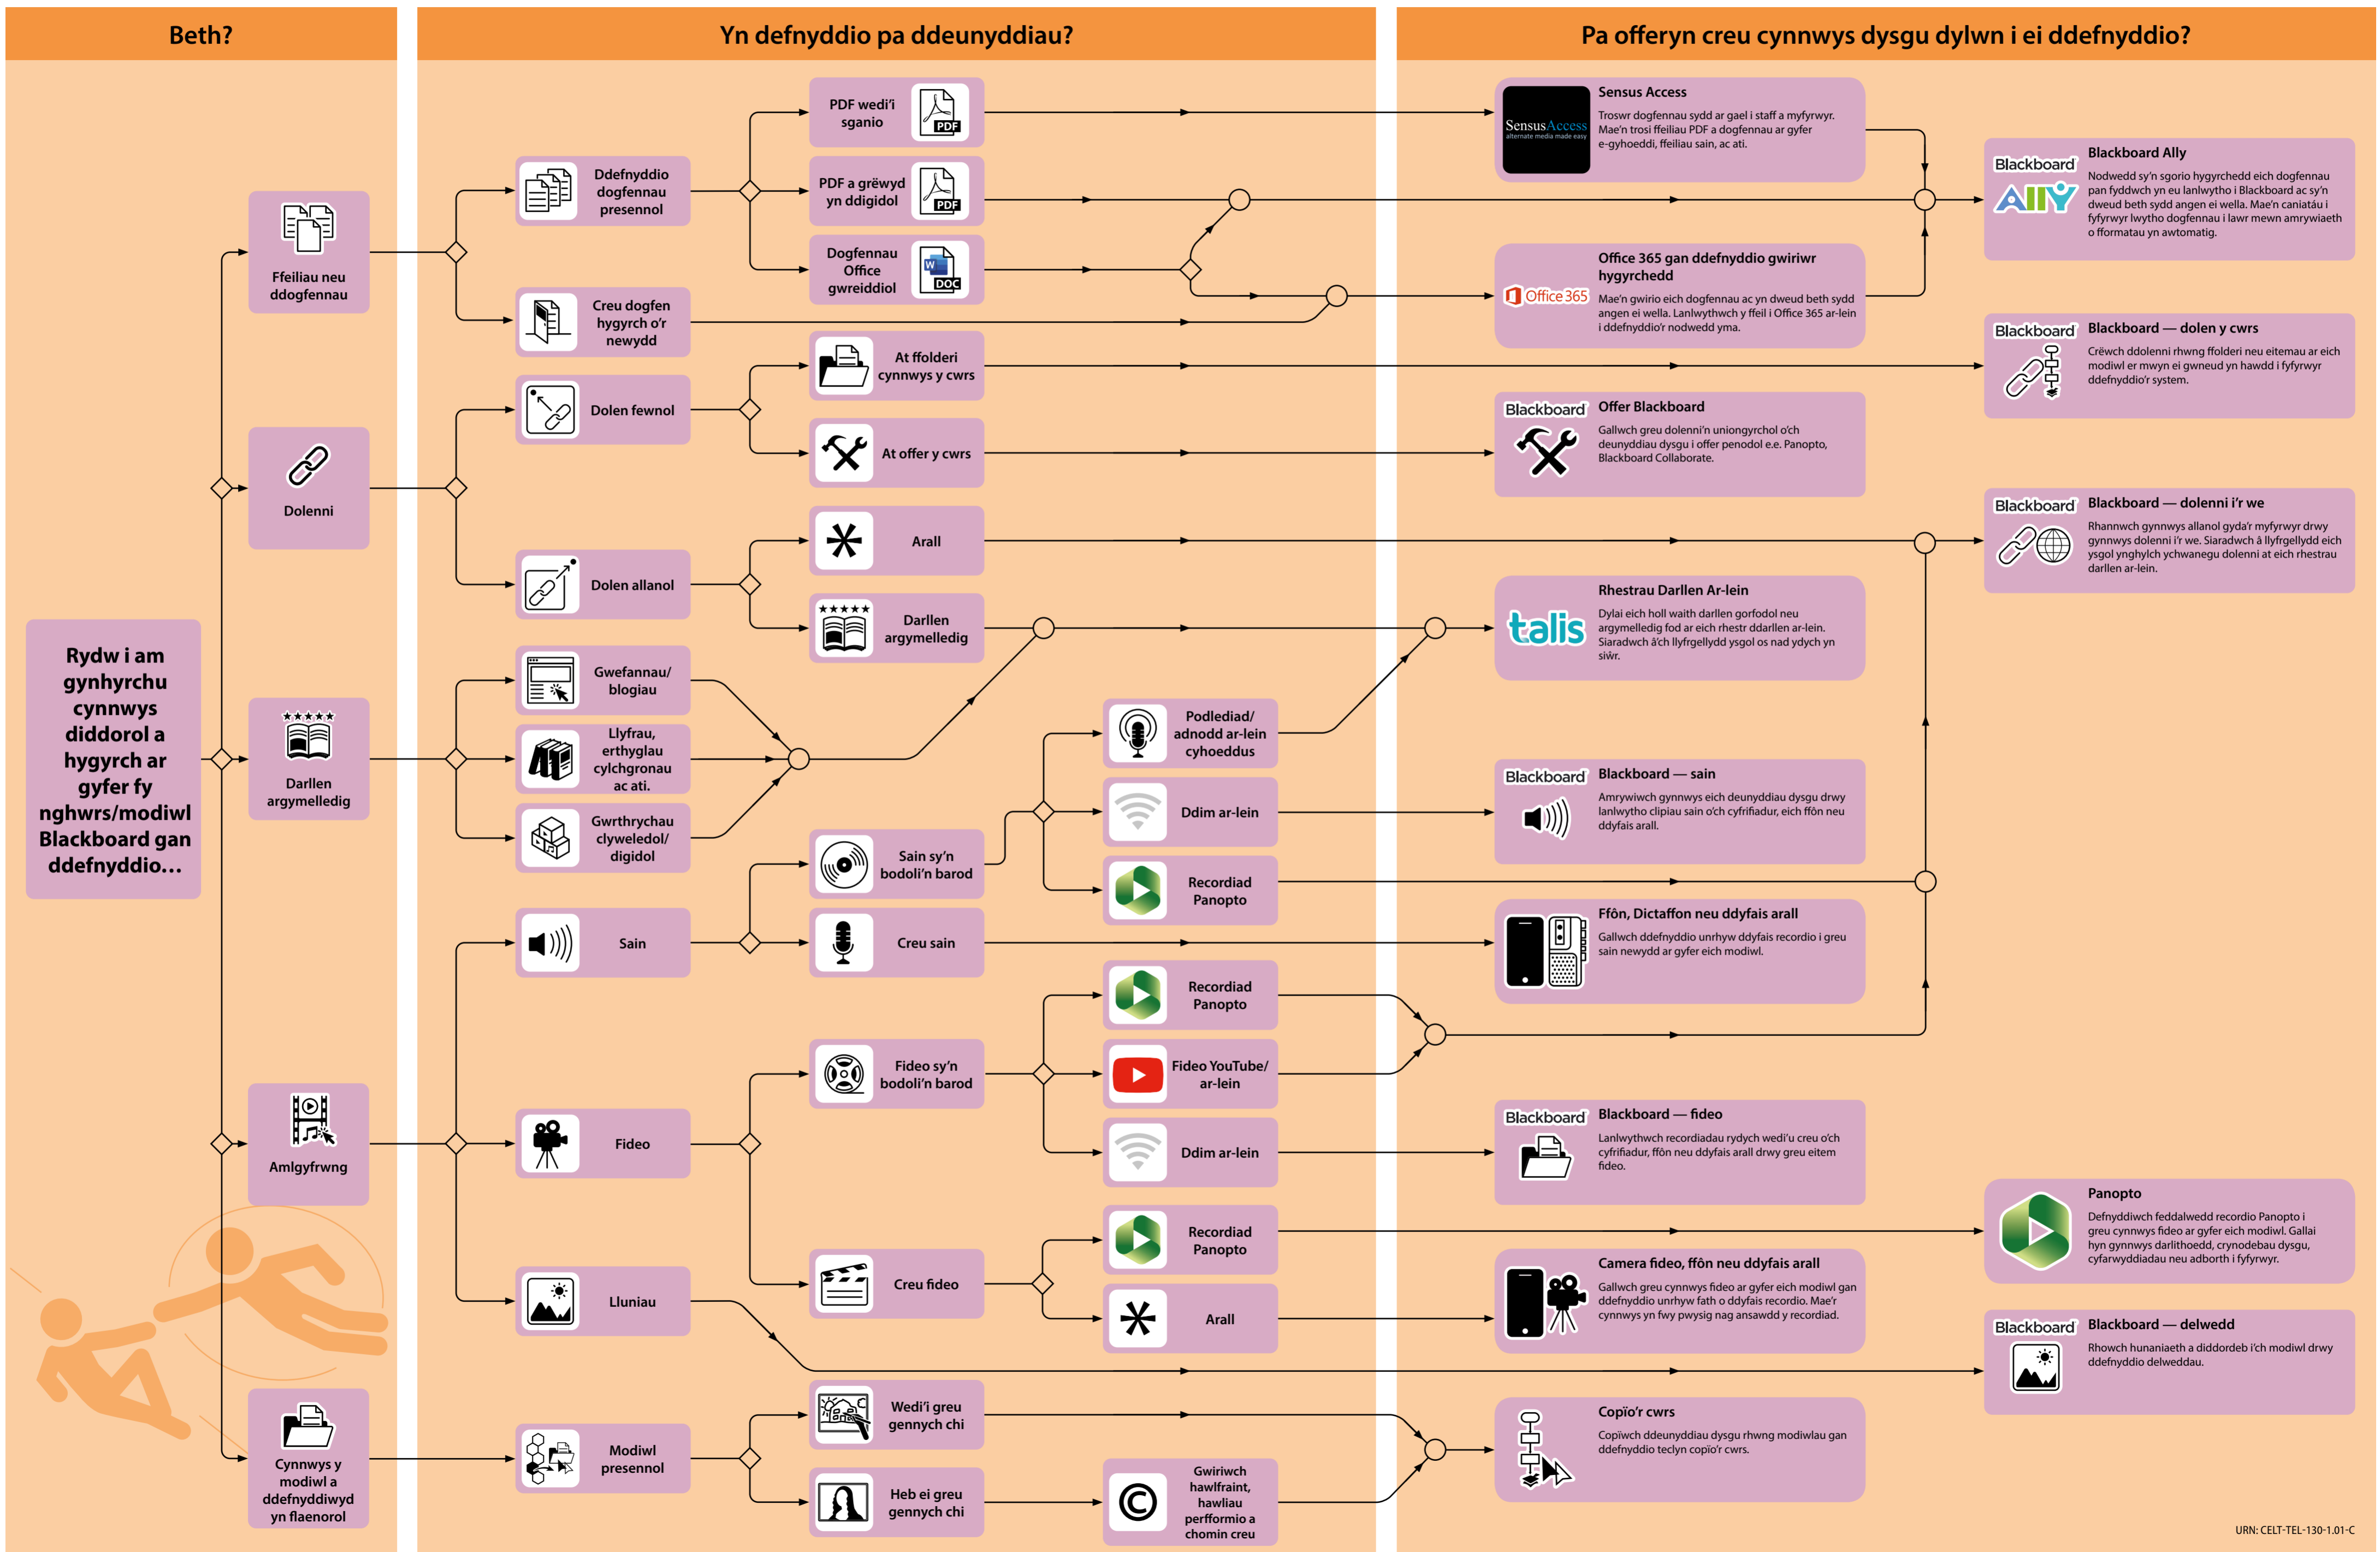 Beth?
Yn defnyddio pa ddeunyddiau?
Pa offeryn creu cynnwys dysgu dylwn i ei ddefnyddio?
Rydw i am
gynhyrchu
cynnwys
diddorol a
hygyrch ar
gyfer fy
nghwrs/modiwl
Blackboard gan
ddefnyddio…
Ffeiliau neu
ddogfennau
Dolenni
Darllen
argymelledig
Amlgyfrwng
Cynnwys y
modiwl a
ddefnyddiwyd
yn flaenorol
Ddefnyddio
dogfennau
presennol
Creu dogfen
hygyrch o'r
newydd
Dolen fewnol
Dolen allanol
Gwefannau/
blogiau
Llyfrau,
erthyglau
cylchgronau
ac ati.
Gwrthrychau
clyweledol/
digidol
Sain
Fideo
Lluniau
Modiwl
presennol
PDF wedi'i
sganio
PDF
PDF a grëwyd
yn ddigidol
PDF
Dogfennau
Office
gwreiddiol
W
DOC
At ffolderi
cynnwys y cwrs
At offer y cwrs
Arall
Darllen
argymelledig
Sain sy'n
bodoli'n barod
Creu sain
Fideo sy'n
bodoli'n barod
Creu fideo
Wedi'i greu
gennych chi
Heb ei greu
gennych chi
Podlediad/
adnodd ar-lein
cyhoeddus
Ddim ar-lein
Recordiad
Panopto
Recordiad
Panopto
Fideo YouTube/
ar-lein
Ddim ar-lein
Recordiad
Panopto
Arall
©
Gwiriwch
hawlfraint,
hawliau
perfformio a
chomin creu
SensusAccess
alternate media made easy
Sensus Access
Troswr dogfennau sydd ar gael i staff a myfyrwyr.
Mae'n trosi ffeiliau PDF a dogfennau ar gyfer
e-gyhoeddi, ffeiliau sain, ac ati.
Office 365
Office 365 gan ddefnyddio gwiriwr
hygyrchedd
Mae'n gwirio eich dogfennau ac yn dweud beth sydd
angen ei wella. Lanlwythwch y ffeil i Office 365 ar-lein
i ddefnyddio'r nodwedd yma.
Blackboard
Offer Blackboard
Gallwch greu dolenni'n uniongyrchol o'ch
deunyddiau dysgu i offer penodol e.e. Panopto,
Blackboard Collaborate.
talis
Rhestrau Darllen Ar-lein
Dylai eich holl waith darllen gorfodol neu
argymelledig fod ar eich rhestr ddarllen ar-lein.
Siaradwch â'ch llyfrgellydd ysgol os nad ydych yn
siŵr.
Blackboard
Blackboard — sain
Amrywiwch gynnwys eich deunyddiau dysgu drwy
lanlwytho clipiau sain o'ch cyfrifiadur, eich ffôn neu
ddyfais arall.
Ffôn, Dictaffon neu ddyfais arall
Gallwch ddefnyddio unrhyw ddyfais recordio i greu
sain newydd ar gyfer eich modiwl.
Blackboard
Blackboard — fideo
Lanlwythwch recordiadau rydych wedi'u creu o'ch
cyfrifiadur, ffôn neu ddyfais arall drwy greu eitem
fideo.
Camera fideo, ffôn neu ddyfais arall
Gallwch greu cynnwys fideo ar gyfer eich modiwl gan
ddefnyddio unrhyw fath o ddyfais recordio. Mae'r
cynnwys yn fwy pwysig nag ansawdd y recordiad.
Copïo'r cwrs
Copïwch ddeunyddiau dysgu rhwng modiwlau gan
ddefnyddio teclyn copïo'r cwrs.
Blackboard
Ally
Blackboard Ally
Nodwedd sy'n sgorio hygyrchedd eich dogfennau
pan fyddwch yn eu lanlwytho i Blackboard ac sy'n
dweud beth sydd angen ei wella. Mae'n caniatáu i
fyfyrwyr lwytho dogfennau i lawr mewn amrywiaeth
o fformatau yn awtomatig.
Blackboard
Blackboard — dolen y cwrs
Crëwch ddolenni rhwng ffolderi neu eitemau ar eich
modiwl er mwyn ei gwneud yn hawdd i fyfyrwyr
ddefnyddio'r system.
Blackboard
Blackboard — dolenni i'r we
Rhannwch gynnwys allanol gyda'r myfyrwyr drwy
gynnwys dolenni i'r we. Siaradwch â llyfrgellydd eich
ysgol ynghylch ychwanegu dolenni at eich rhestrau
darllen ar-lein.
Panopto
Defnyddiwch feddalwedd recordio Panopto i
greu cynnwys fideo ar gyfer eich modiwl. Gallai
hyn gynnwys darlithoedd, crynodebau dysgu,
cyfarwyddiadau neu adborth i fyfyrwyr.
Blackboard
Blackboard — delwedd
Rhowch hunaniaeth a diddordeb i'ch modiwl drwy
ddefnyddio delweddau.
URN: CELT-TEL-130-1.01-C